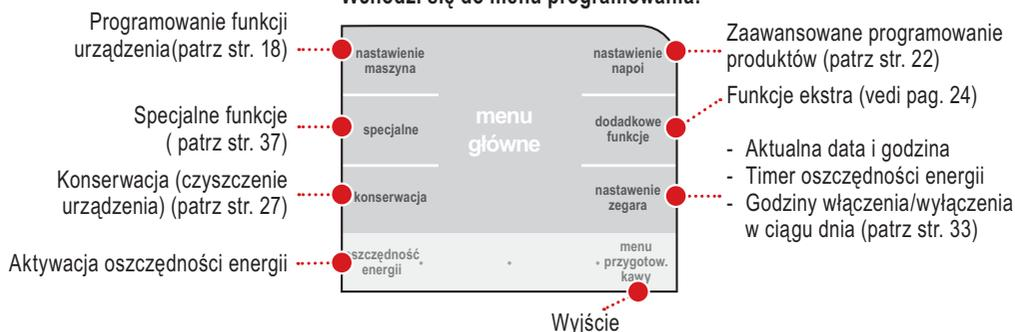 Wchodzi się do menu programowania.
Programowanie funkcji
urządzenia(patrz str. 18)
Specjalne funkcje
( patrz str. 37)
Konserwacja (czyszczenie
urządzenia) (patrz str. 27)
Aktywacja oszczędności energii
nastawienie
maszyna
specjalne
konserwacja
oszczędność
energii
menu
główne
nastawienie
napoi
dodadkowe
funkcje
nastawenie
zegara
menu
przygotow.
kawy
Zaawansowane programowanie
produktów (patrz str. 22)
Funkcje ekstra (vedi pag. 24)
- Aktualna data i godzina
- Timer oszczędności energii
- Godziny włączenia/wyłączenia
w ciągu dnia (patrz str. 33)
Wyjście